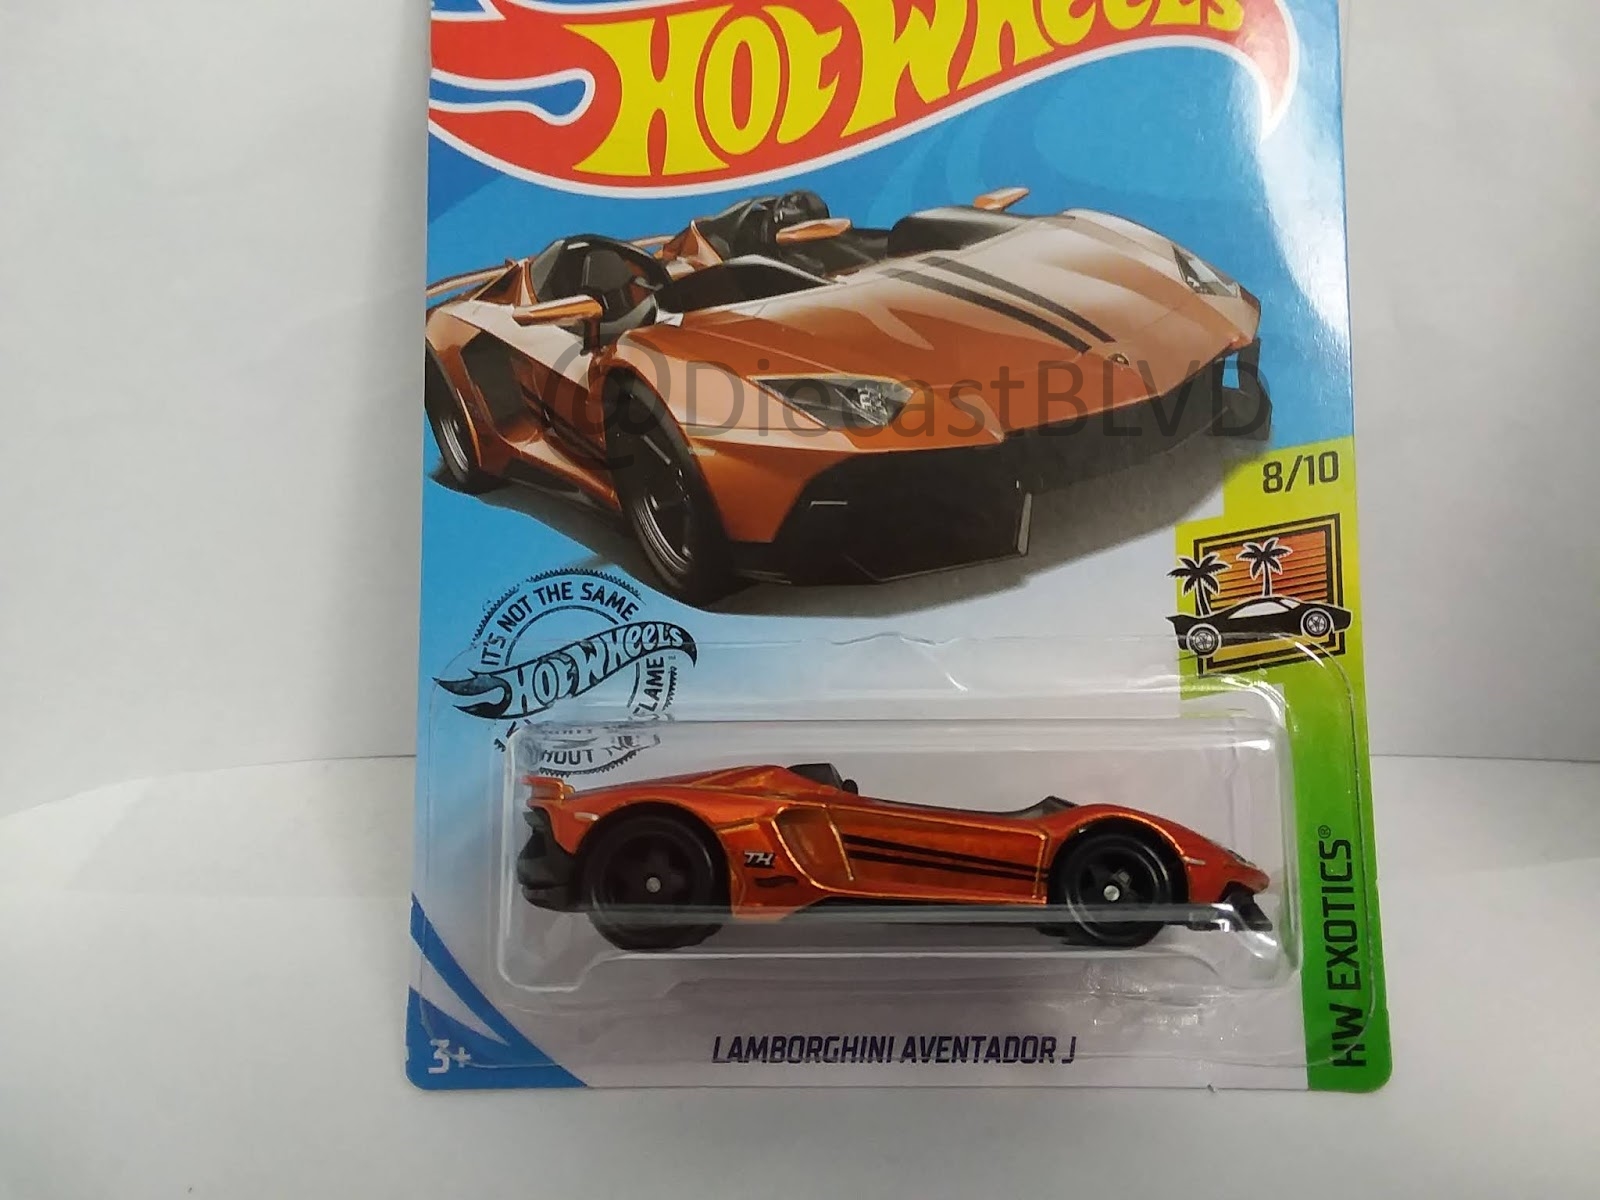 HOT WHEELS
@DiecastBLVD
8/10
IT'S NOT THE SAME
HOT WHEELS
FLAME
TH
HW EXOTICS®
LAMBORGHINI AVENTADOR J
3+